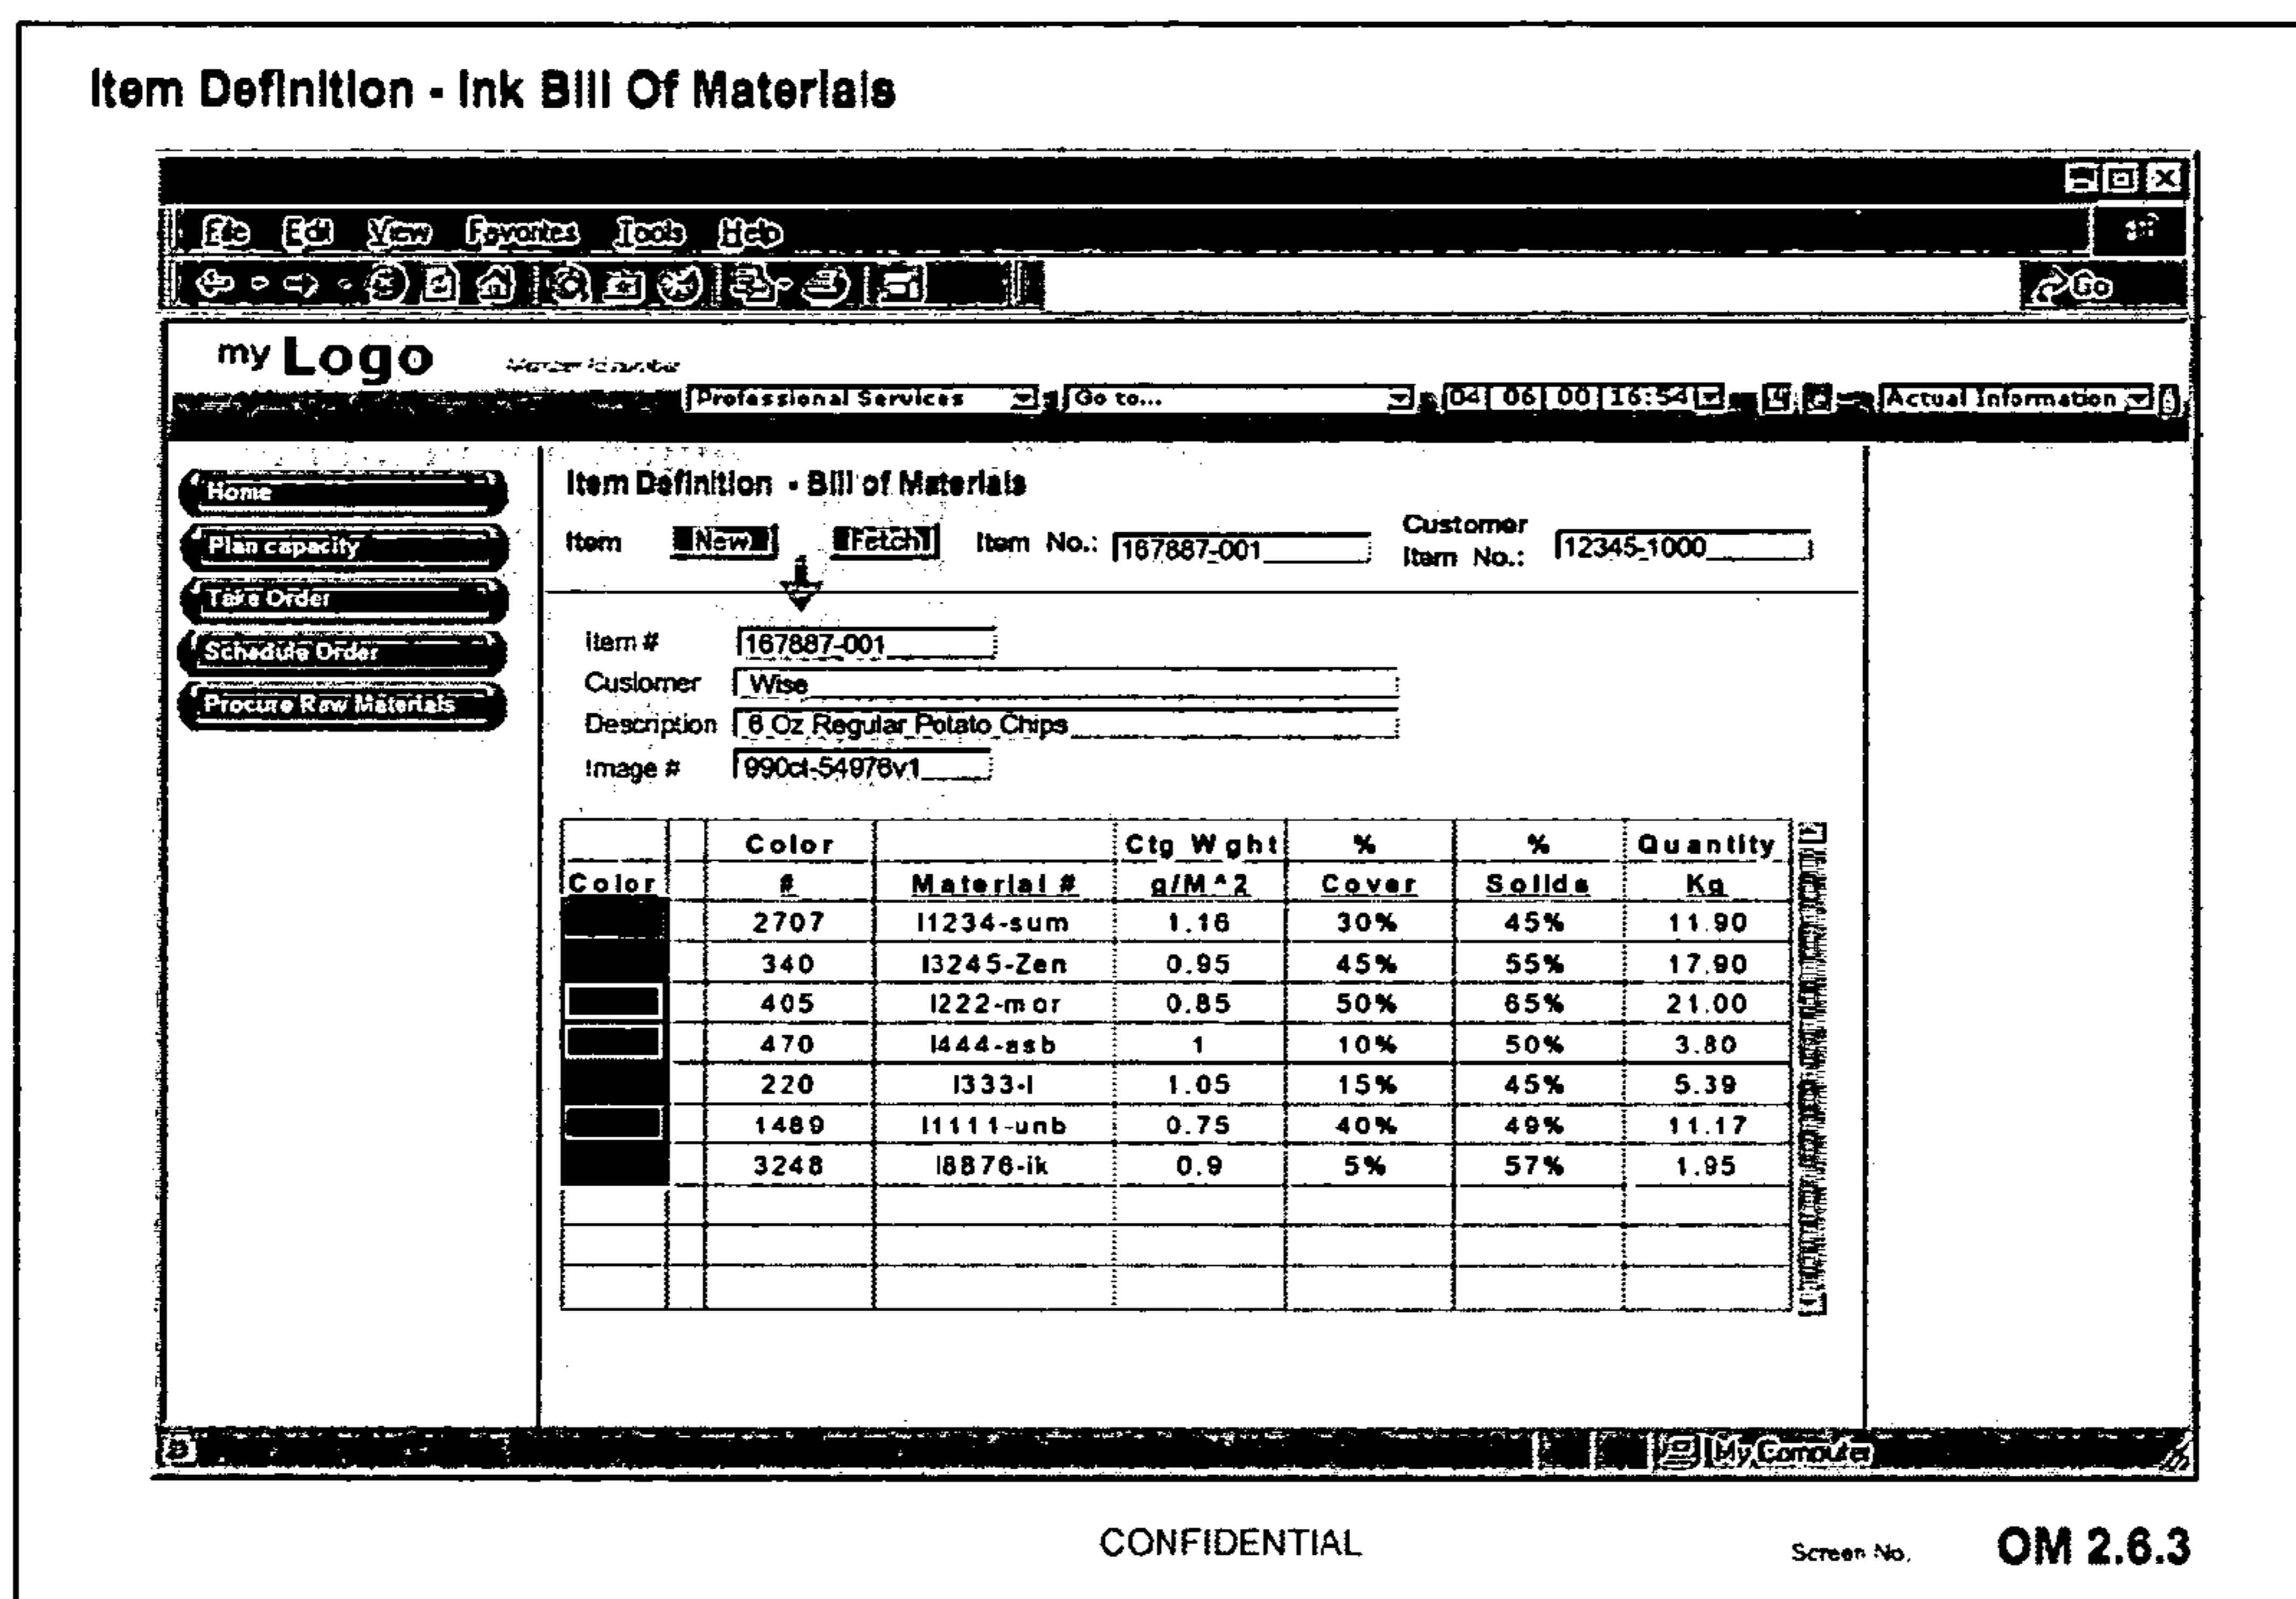 Item Definition - Ink Bill Of Materials
File Edit View Favorites Tools Help
Go
my Logo
Professional Services Go to... 04 06 00 16:54 Actual Information
Home
Plan capacity
Take Order
Schedule Order
Procure Raw Materials
Item Definition - Bill of Materials
Item New Fetch Item No.: 167887-001 Customer Item No.: 12345-1000
Item # 167887-001
Customer Wise
Description 6 Oz Regular Potato Chips
Image # 990ct-54976v1
Color Ctg Wght % % Quantity
Color # Material # g/M^2 Cover Solids Kg
2707 I1234-sum 1.16 30% 45% 11.90
340 I3245-Zen 0.95 45% 55% 17.90
405 I222-mor 0.85 50% 65% 21.00
470 I444-asb 1 10% 50% 3.80
220 I333-I 1.05 15% 45% 5.39
1489 I1111-unb 0.75 40% 49% 11.17
3248 I8876-ik 0.9 5% 57% 1.95
My Computer
CONFIDENTIAL
Screen No. OM 2.6.3